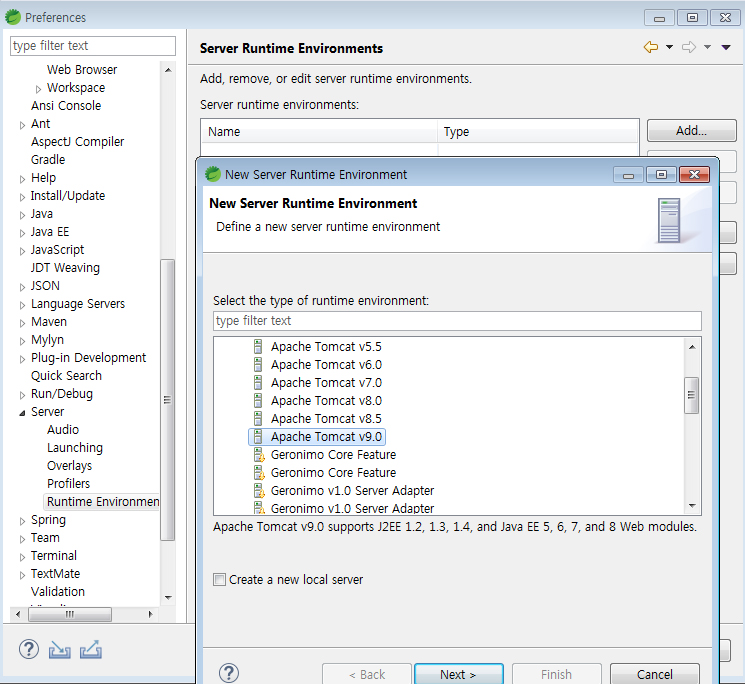 Preferences
type filter text
Web Browser
Workspace
Ansi Console
Ant
AspectJ Compiler
Gradle
Help
Install/Update
Java
Java EE
JavaScript
JDT Weaving
JSON
Language Servers
Maven
Mylyn
Plug-in Development
Quick Search
Run/Debug
Server
Audio
Launching
Overlays
Profilers
Runtime Environmen
Spring
Team
Terminal
TextMate
Validation
Server Runtime Environments
Add, remove, or edit server runtime environments.
Server runtime environments:
Name Type
Add...
New Server Runtime Environment
New Server Runtime Environment
Define a new server runtime environment
Select the type of runtime environment:
type filter text
Apache Tomcat v5.5
Apache Tomcat v6.0
Apache Tomcat v7.0
Apache Tomcat v8.0
Apache Tomcat v8.5
Apache Tomcat v9.0
Geronimo Core Feature
Geronimo Core Feature
Geronimo v1.0 Server Adapter
Geronimo v1.0 Server Adapter
Apache Tomcat v9.0 supports J2EE 1.2, 1.3, 1.4, and Java EE 5, 6, 7, and 8 Web modules.
Create a new local server
< Back
Next >
Finish
Cancel